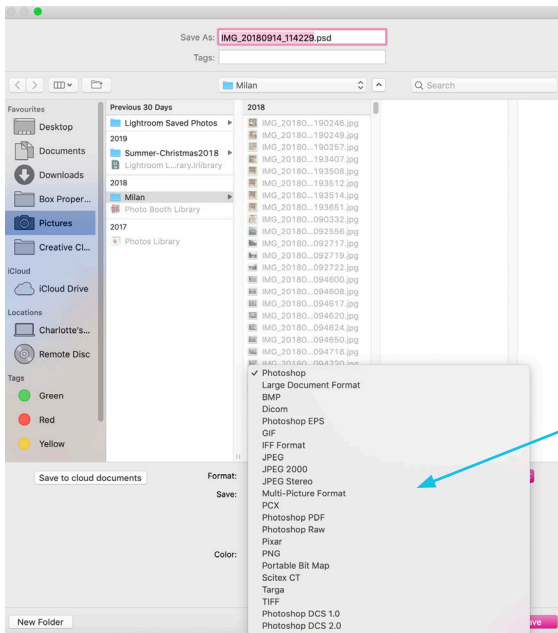 Save As: IMG_20180914_114229.psd
Tags:
Milan
Search
Favourites
Desktop
Documents
Downloads
Box Proper...
Pictures
Creative Cl...
iCloud
iCloud Drive
Locations
Charlotte's...
Remote Disc
Tags
Green
Red
Yellow
Previous 30 Days
Lightroom Saved Photos
2019
Summer-Christmas2018
Lightroom L...rary.lrlibrary
2018
Milan
Photo Booth Library
2017
Photos Library
2018
IMG_20180...190246.jpg
IMG_20180...190249.jpg
IMG_20180...190257.jpg
IMG_20180...193407.jpg
IMG_20180...193508.jpg
IMG_20180...193512.jpg
IMG_20180...193514.jpg
IMG_20180...193651.jpg
IMG_20180...090332.jpg
IMG_20180...092556.jpg
IMG_20180...092717.jpg
IMG_20180...092719.jpg
IMG_20180...092722.jpg
IMG_20180...094600.jpg
IMG_20180...094608.jpg
IMG_20180...094617.jpg
IMG_20180...094620.jpg
IMG_20180...094624.jpg
IMG_20180...094650.jpg
IMG_20180...094718.jpg
IMG_20180...094720.jpg
Save to cloud documents
Format:
Save:
Color:
Photoshop
Large Document Format
BMP
Dicom
Photoshop EPS
GIF
IFF Format
JPEG
JPEG 2000
JPEG Stereo
Multi-Picture Format
PCX
Photoshop PDF
Photoshop Raw
Pixar
PNG
Portable Bit Map
Scitex CT
Targa
TIFF
Photoshop DCS 1.0
Photoshop DCS 2.0
New Folder